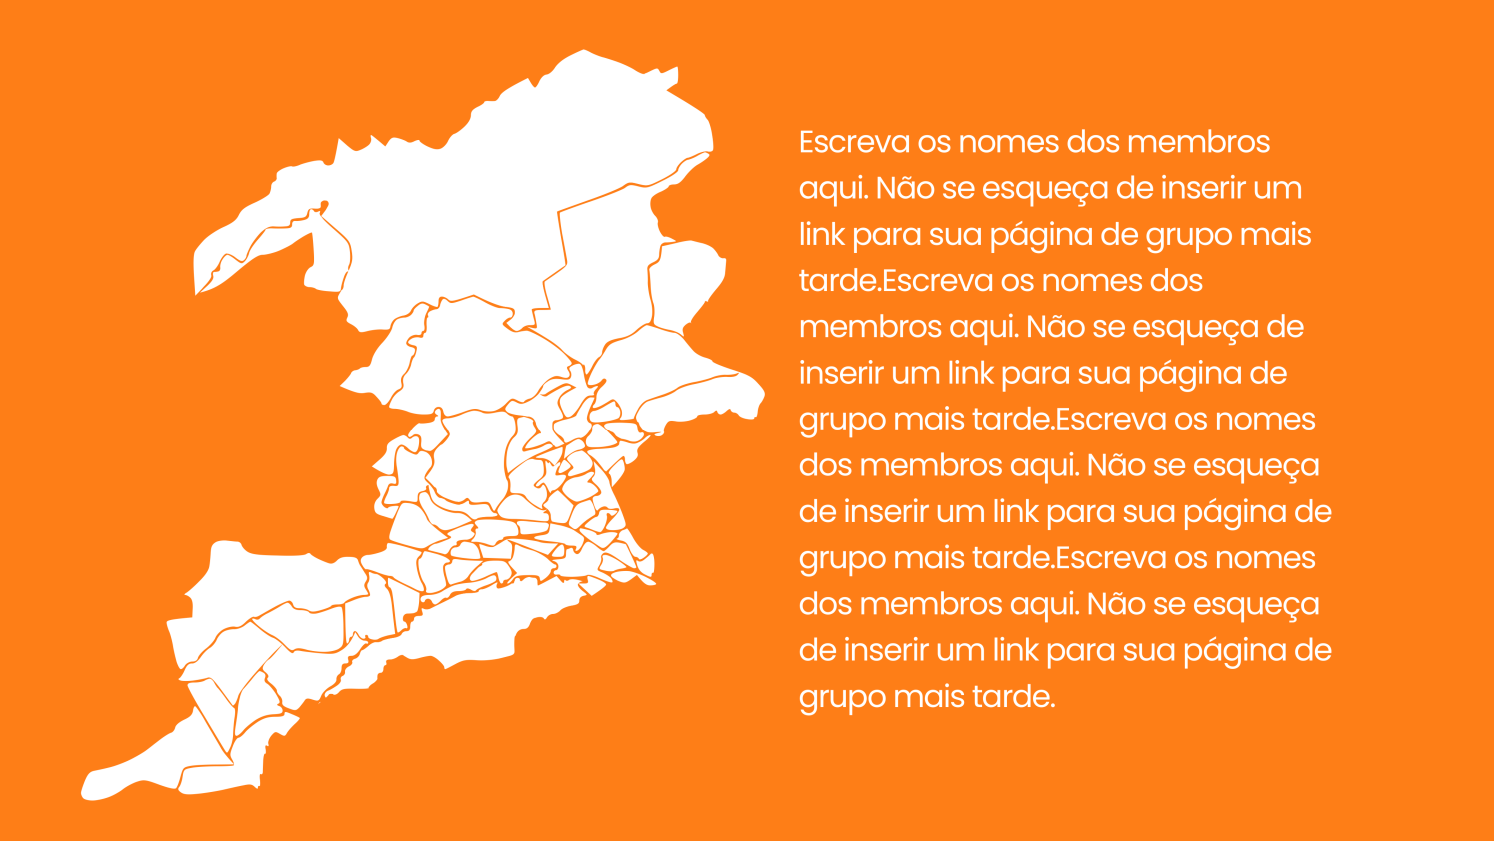 Escreva os nomes dos membros
aqui. Não se esqueça de inserir um
link para sua página de grupo mais
tarde.Escreva os nomes dos
membros aqui. Não se esqueça de
inserir um link para sua página de
grupo mais tarde.Escreva os nomes
dos membros aqui. Não se esqueça
de inserir um link para sua página de
grupo mais tarde.Escreva os nomes
dos membros aqui. Não se esqueça
de inserir um link para sua página de
grupo mais tarde.